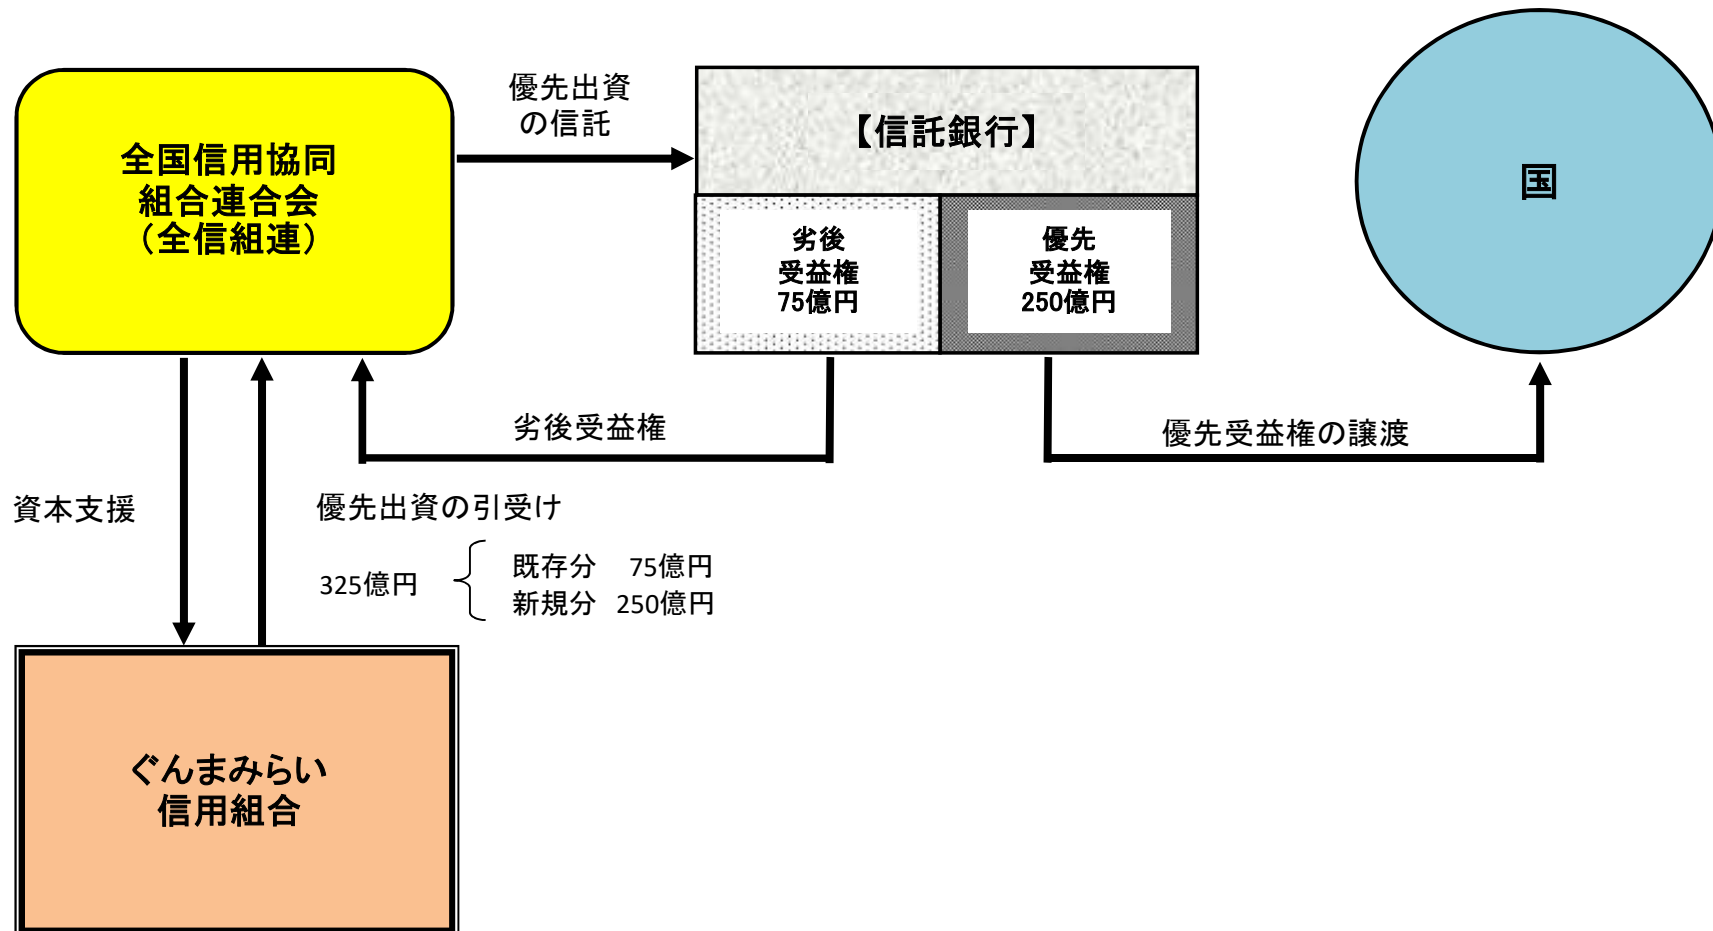 全国信用協同
組合連合会
（全信組連）
優先出資
の信託
【信託銀行】
劣後
受益権
75億円
優先
受益権
250億円
国
劣後受益権
優先受益権の譲渡
資本支援
優先出資の引受け
325億円
既存分 75億円
新規分 250億円
ぐんまみらい
信用組合